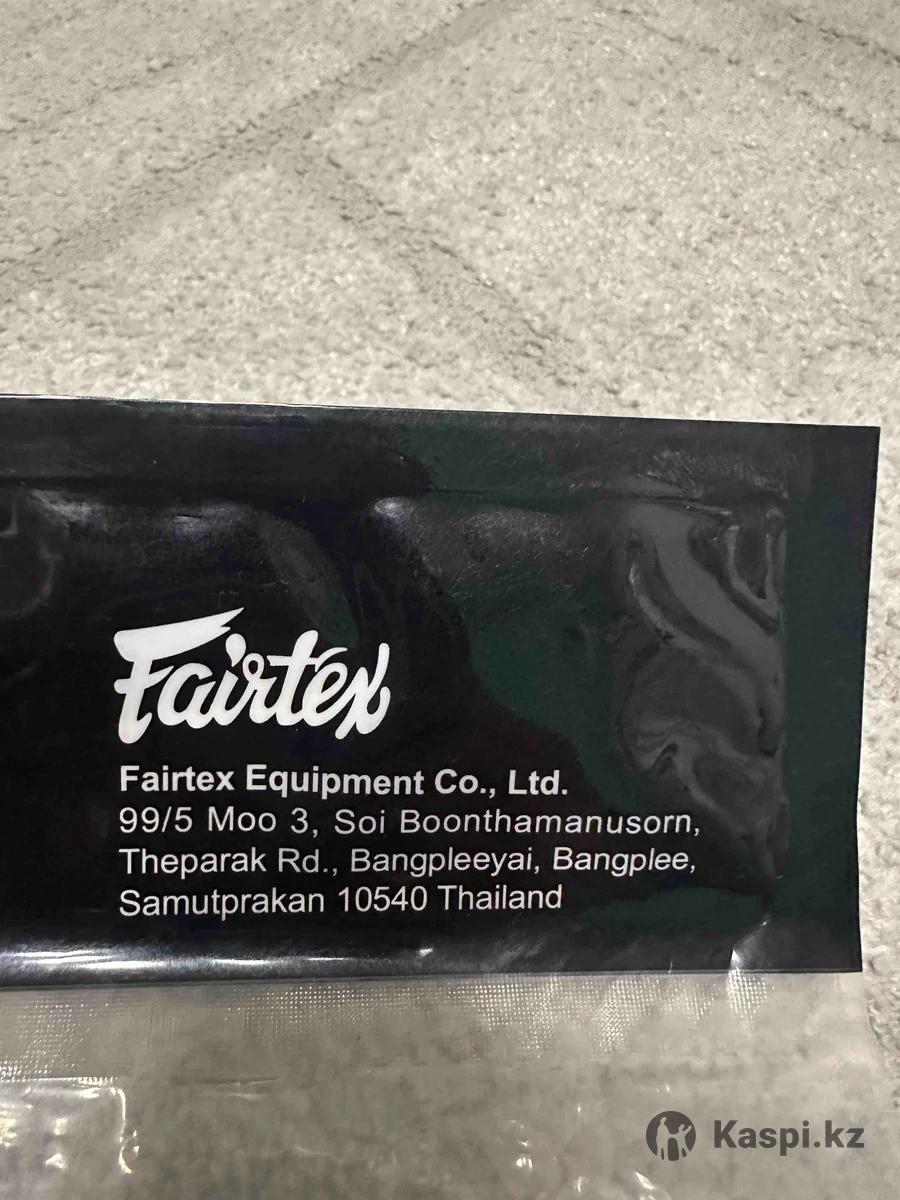 Fairtex
Fairtex Equipment Co., Ltd.
99/5 Moo 3, Soi Boonthamanusorn,
Theparak Rd., Bangpleeyai, Bangplee,
Samutprakan 10540 Thailand
Kaspi.kz